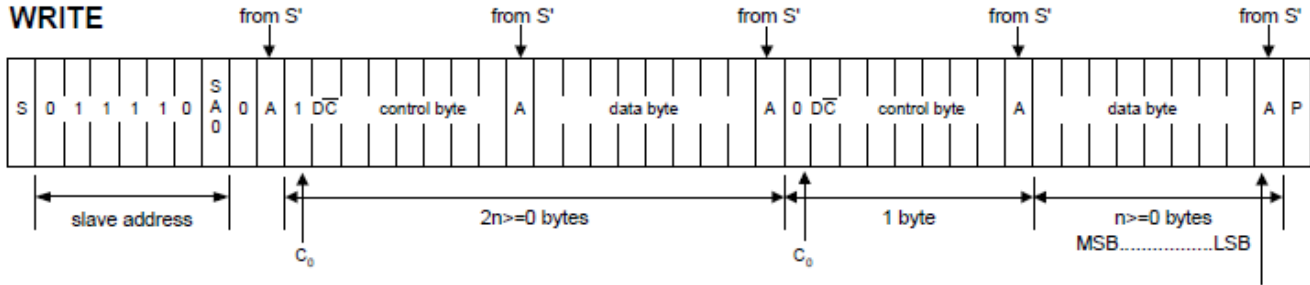 WRITE
from S' from S' from S' from S' from S'
S 0 1 1 1 1 0 SA0 0 A 1 DC̅ control byte A data byte A 0 DC̅ control byte A data byte A P
slave address 2n>=0 bytes 1 byte n>=0 bytes
MSB.................LSB
C₀ C₀